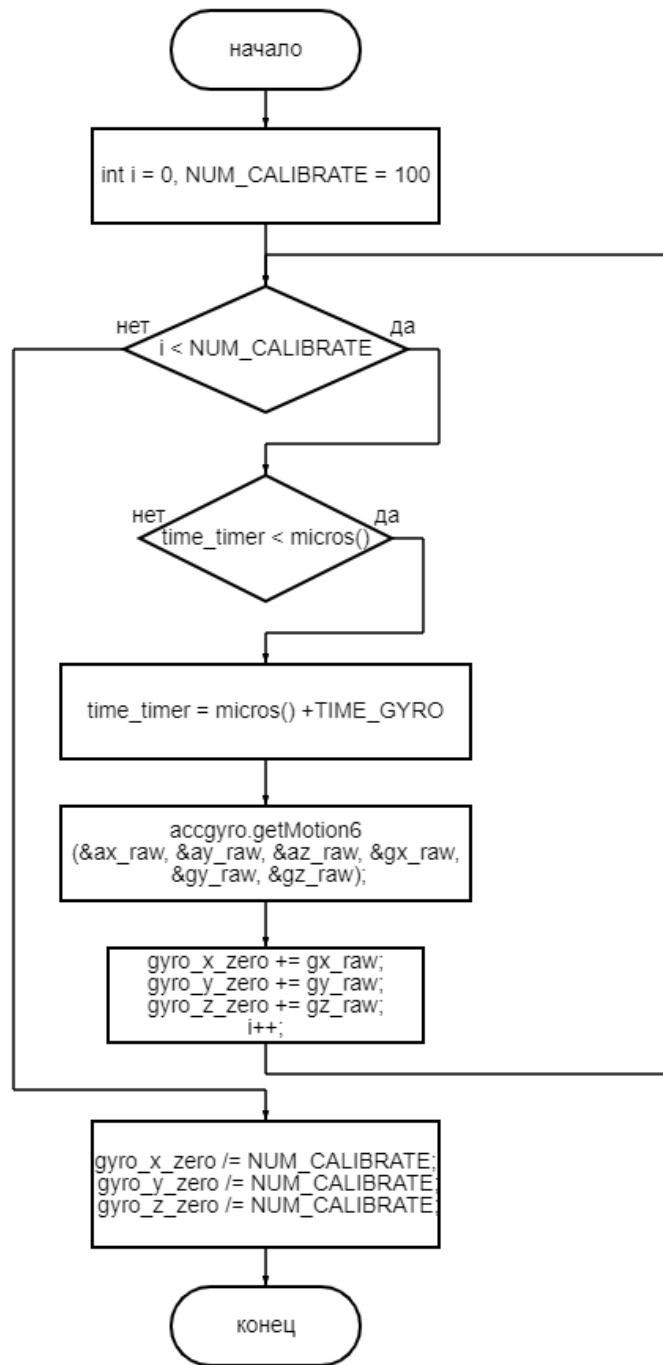 начало
int i = 0, NUM_CALIBRATE = 100
нет
да
i < NUM_CALIBRATE
нет
да
time_timer < micros()
time_timer = micros() +TIME_GYRO
accgyro.getMotion6
(&ax_raw, &ay_raw, &az_raw, &gx_raw,
&gy_raw, &gz_raw);
gyro_x_zero += gx_raw;
gyro_y_zero += gy_raw;
gyro_z_zero += gz_raw;
i++;
gyro_x_zero /= NUM_CALIBRATE;
gyro_y_zero /= NUM_CALIBRATE;
gyro_z_zero /= NUM_CALIBRATE;
конец